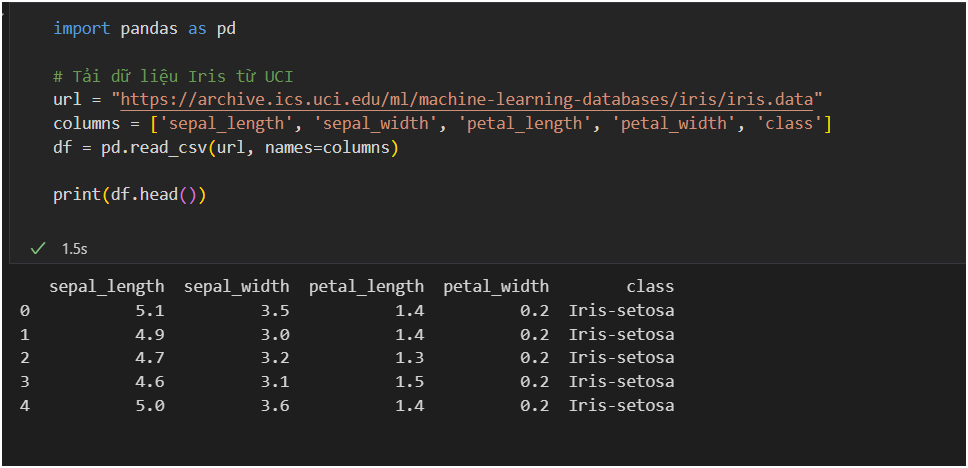 import pandas as pd
# Tải dữ liệu Iris từ UCI
url = "https://archive.ics.uci.edu/ml/machine-learning-databases/iris/iris.data"
columns = ['sepal_length', 'sepal_width', 'petal_length', 'petal_width', 'class']
df = pd.read_csv(url, names=columns)
print(df.head())
1.5s
sepal_length sepal_width petal_length petal_width class
0 5.1 3.5 1.4 0.2 Iris-setosa
1 4.9 3.0 1.4 0.2 Iris-setosa
2 4.7 3.2 1.3 0.2 Iris-setosa
3 4.6 3.1 1.5 0.2 Iris-setosa
4 5.0 3.6 1.4 0.2 Iris-setosa